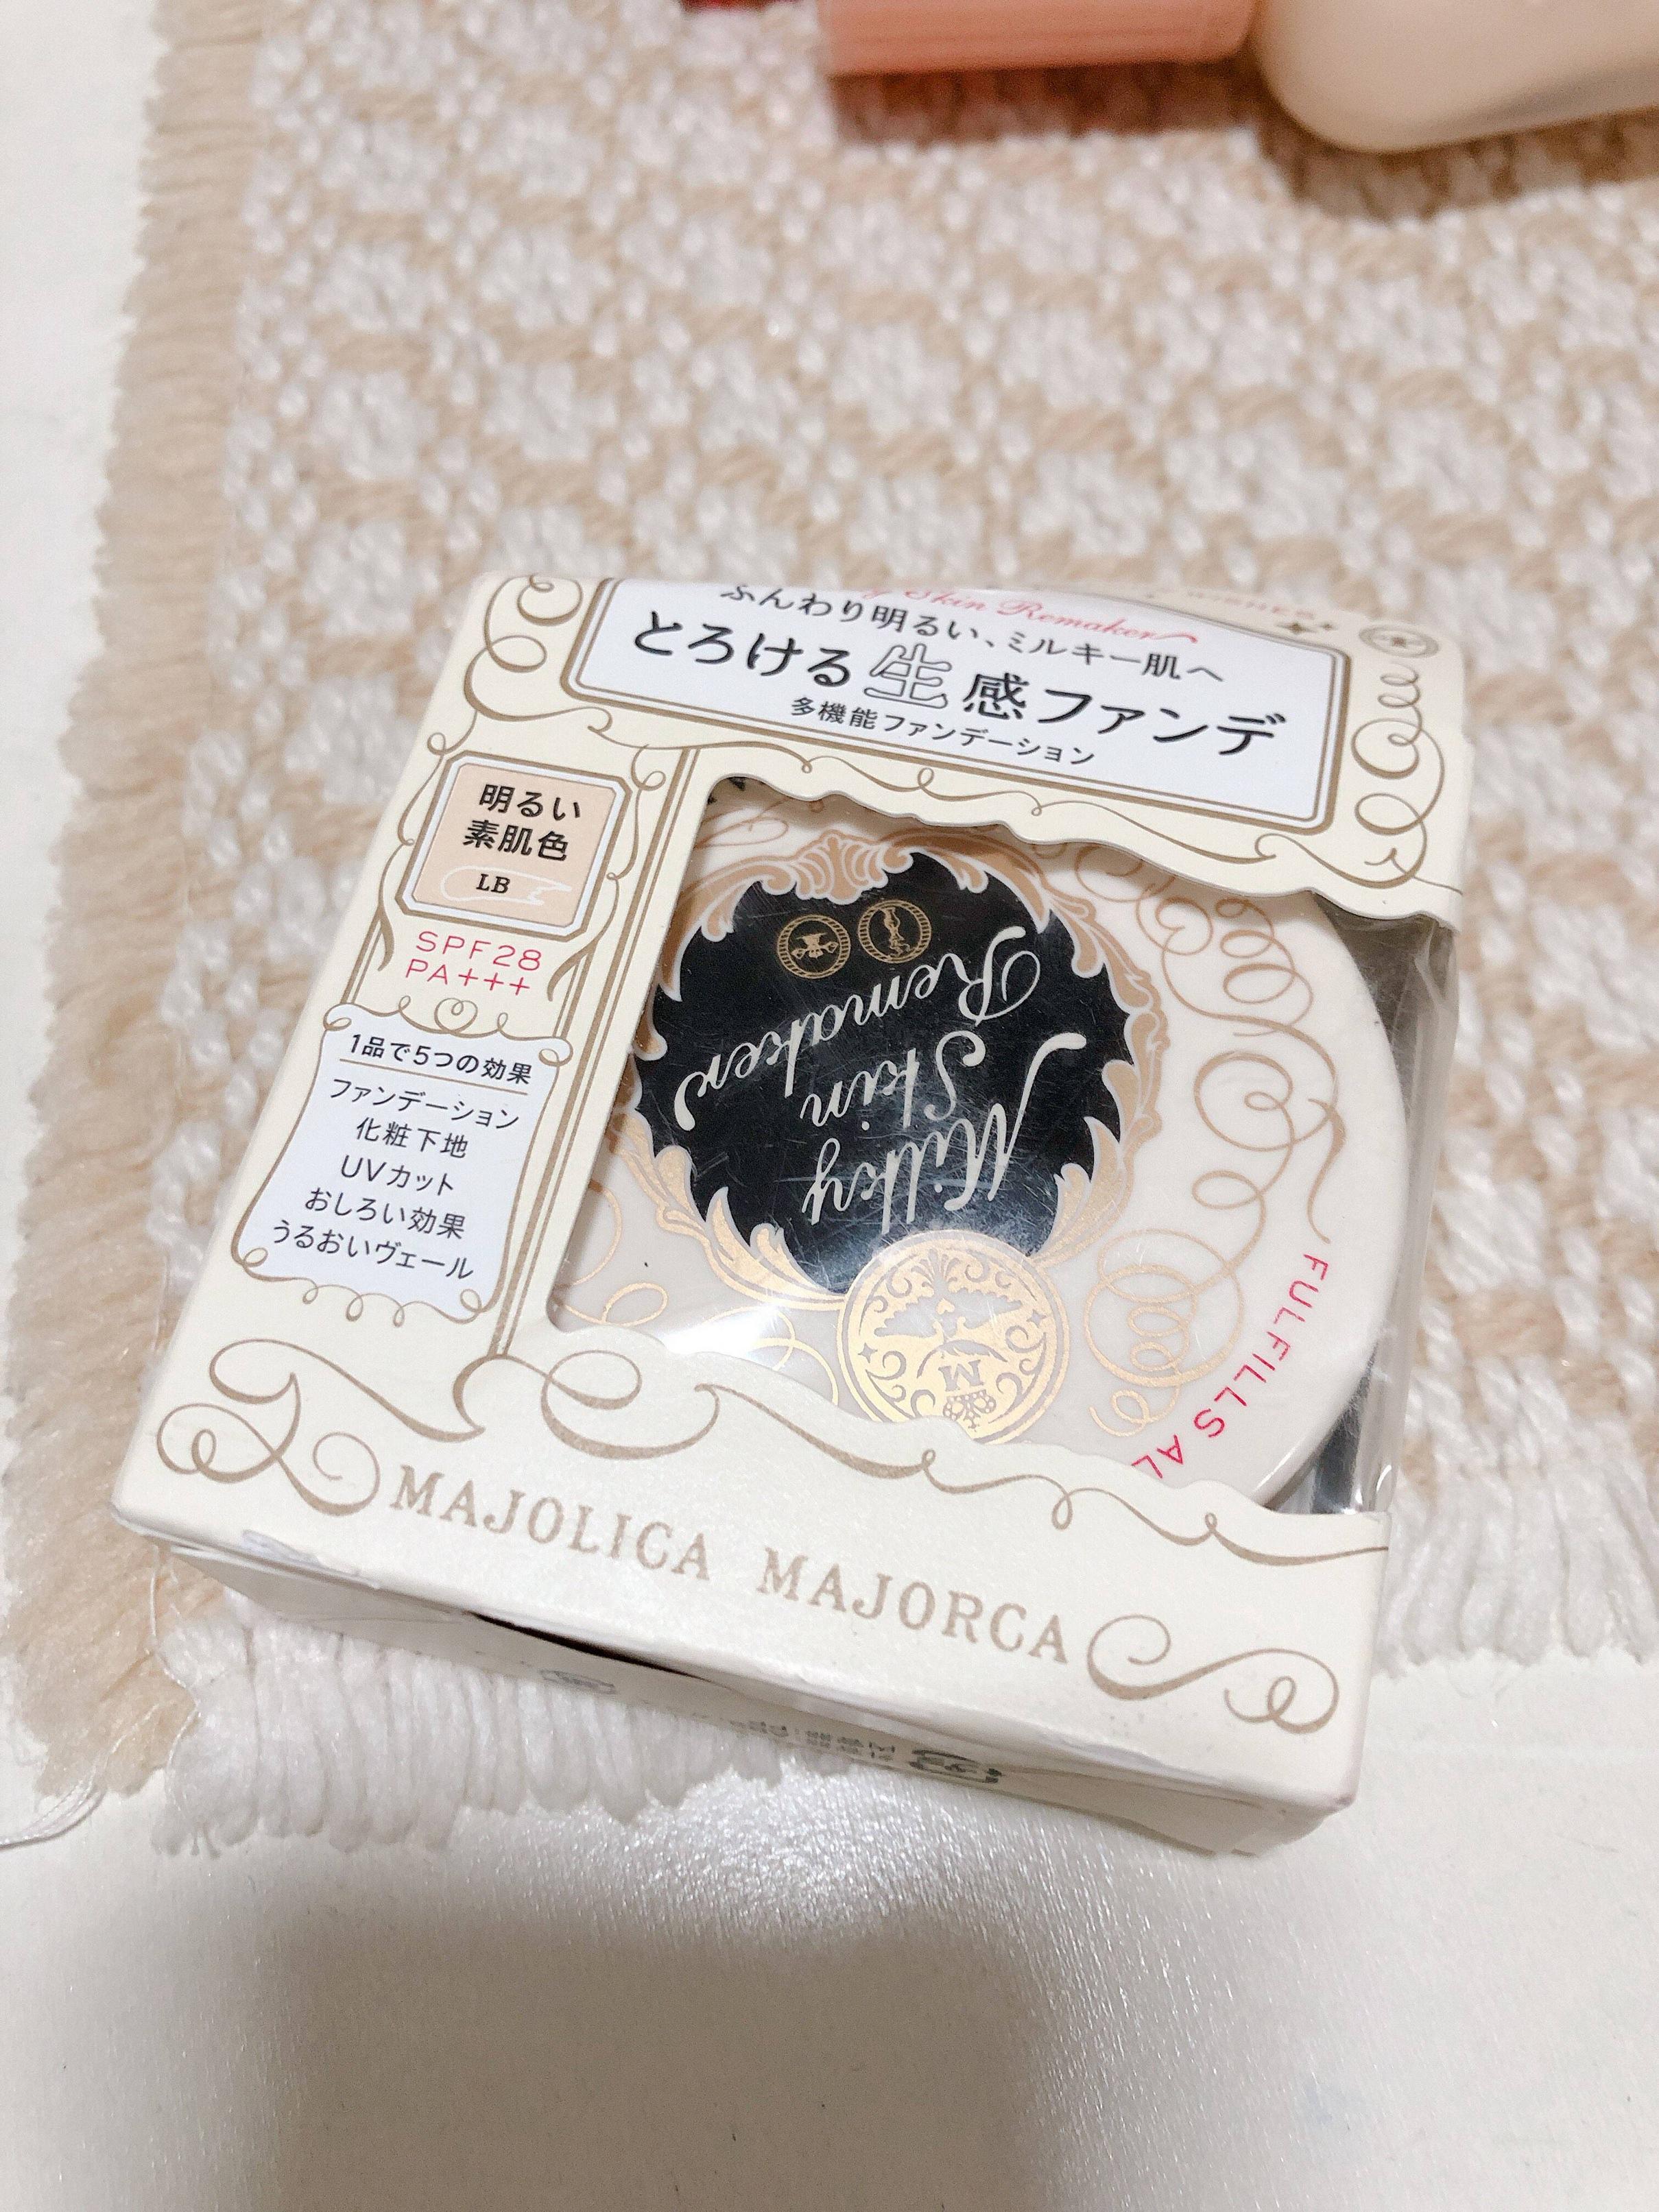 Skin Remaker
ふんわり明るい、ミルキー肌へ
とろける生感ファンデ
多機能ファンデーション
明るい
素肌色
LB
SPF28
PA+++
1品で5つの効果
ファンデーション
化粧下地
UVカット
おしろい効果
うるおいヴェール
Milky
Skin
Remaker
M
FULFILLS AL
MAJOLICA MAJORCA